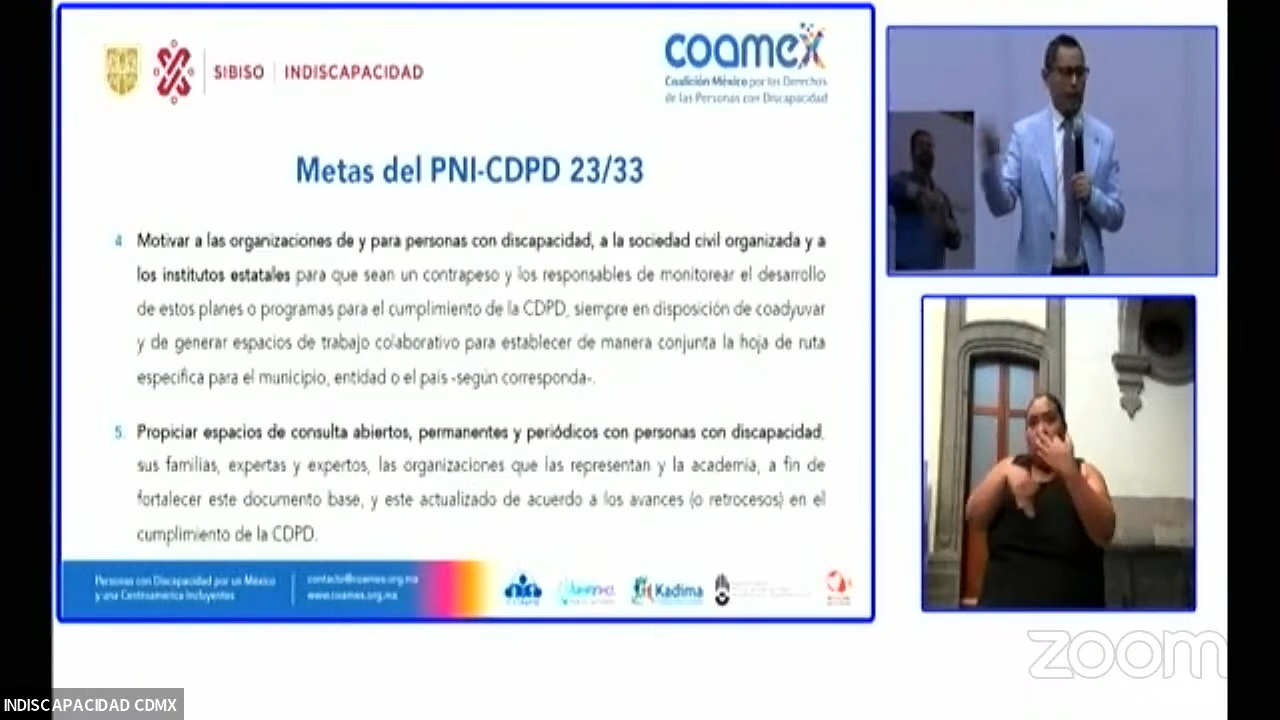 SIBISO | INDISCAPACIDAD
coamex
Coalición México por los Derechos
de las Personas con Discapacidad
Metas del PNI-CDPD 23/33
4. Motivar a las organizaciones de y para personas con discapacidad, a la sociedad civil organizada y a
los institutos estatales para que sean un contrapeso y los responsables de monitorear el desarrollo
de estos planes o programas para el cumplimiento de la CDPD, siempre en disposición de coadyuvar
y de generar espacios de trabajo colaborativo para establecer de manera conjunta la hoja de ruta
especifica para el municipio, entidad o el país -según corresponda-.
5. Propiciar espacios de consulta abiertos, permanentes y periódicos con personas con discapacidad,
sus familias, expertas y expertos, las organizaciones que las representan y la academia, a fin de
fortalecer este documento base, y este actualizado de acuerdo a los avances (o retrocesos) en el
cumplimiento de la CDPD.
Personas con Discapacidad por un México
y una Centroamérica Incluyentes
contacto@coamex.org.mx
www.coamex.org.mx
Kadima
zoom
INDISCAPACIDAD CDMX